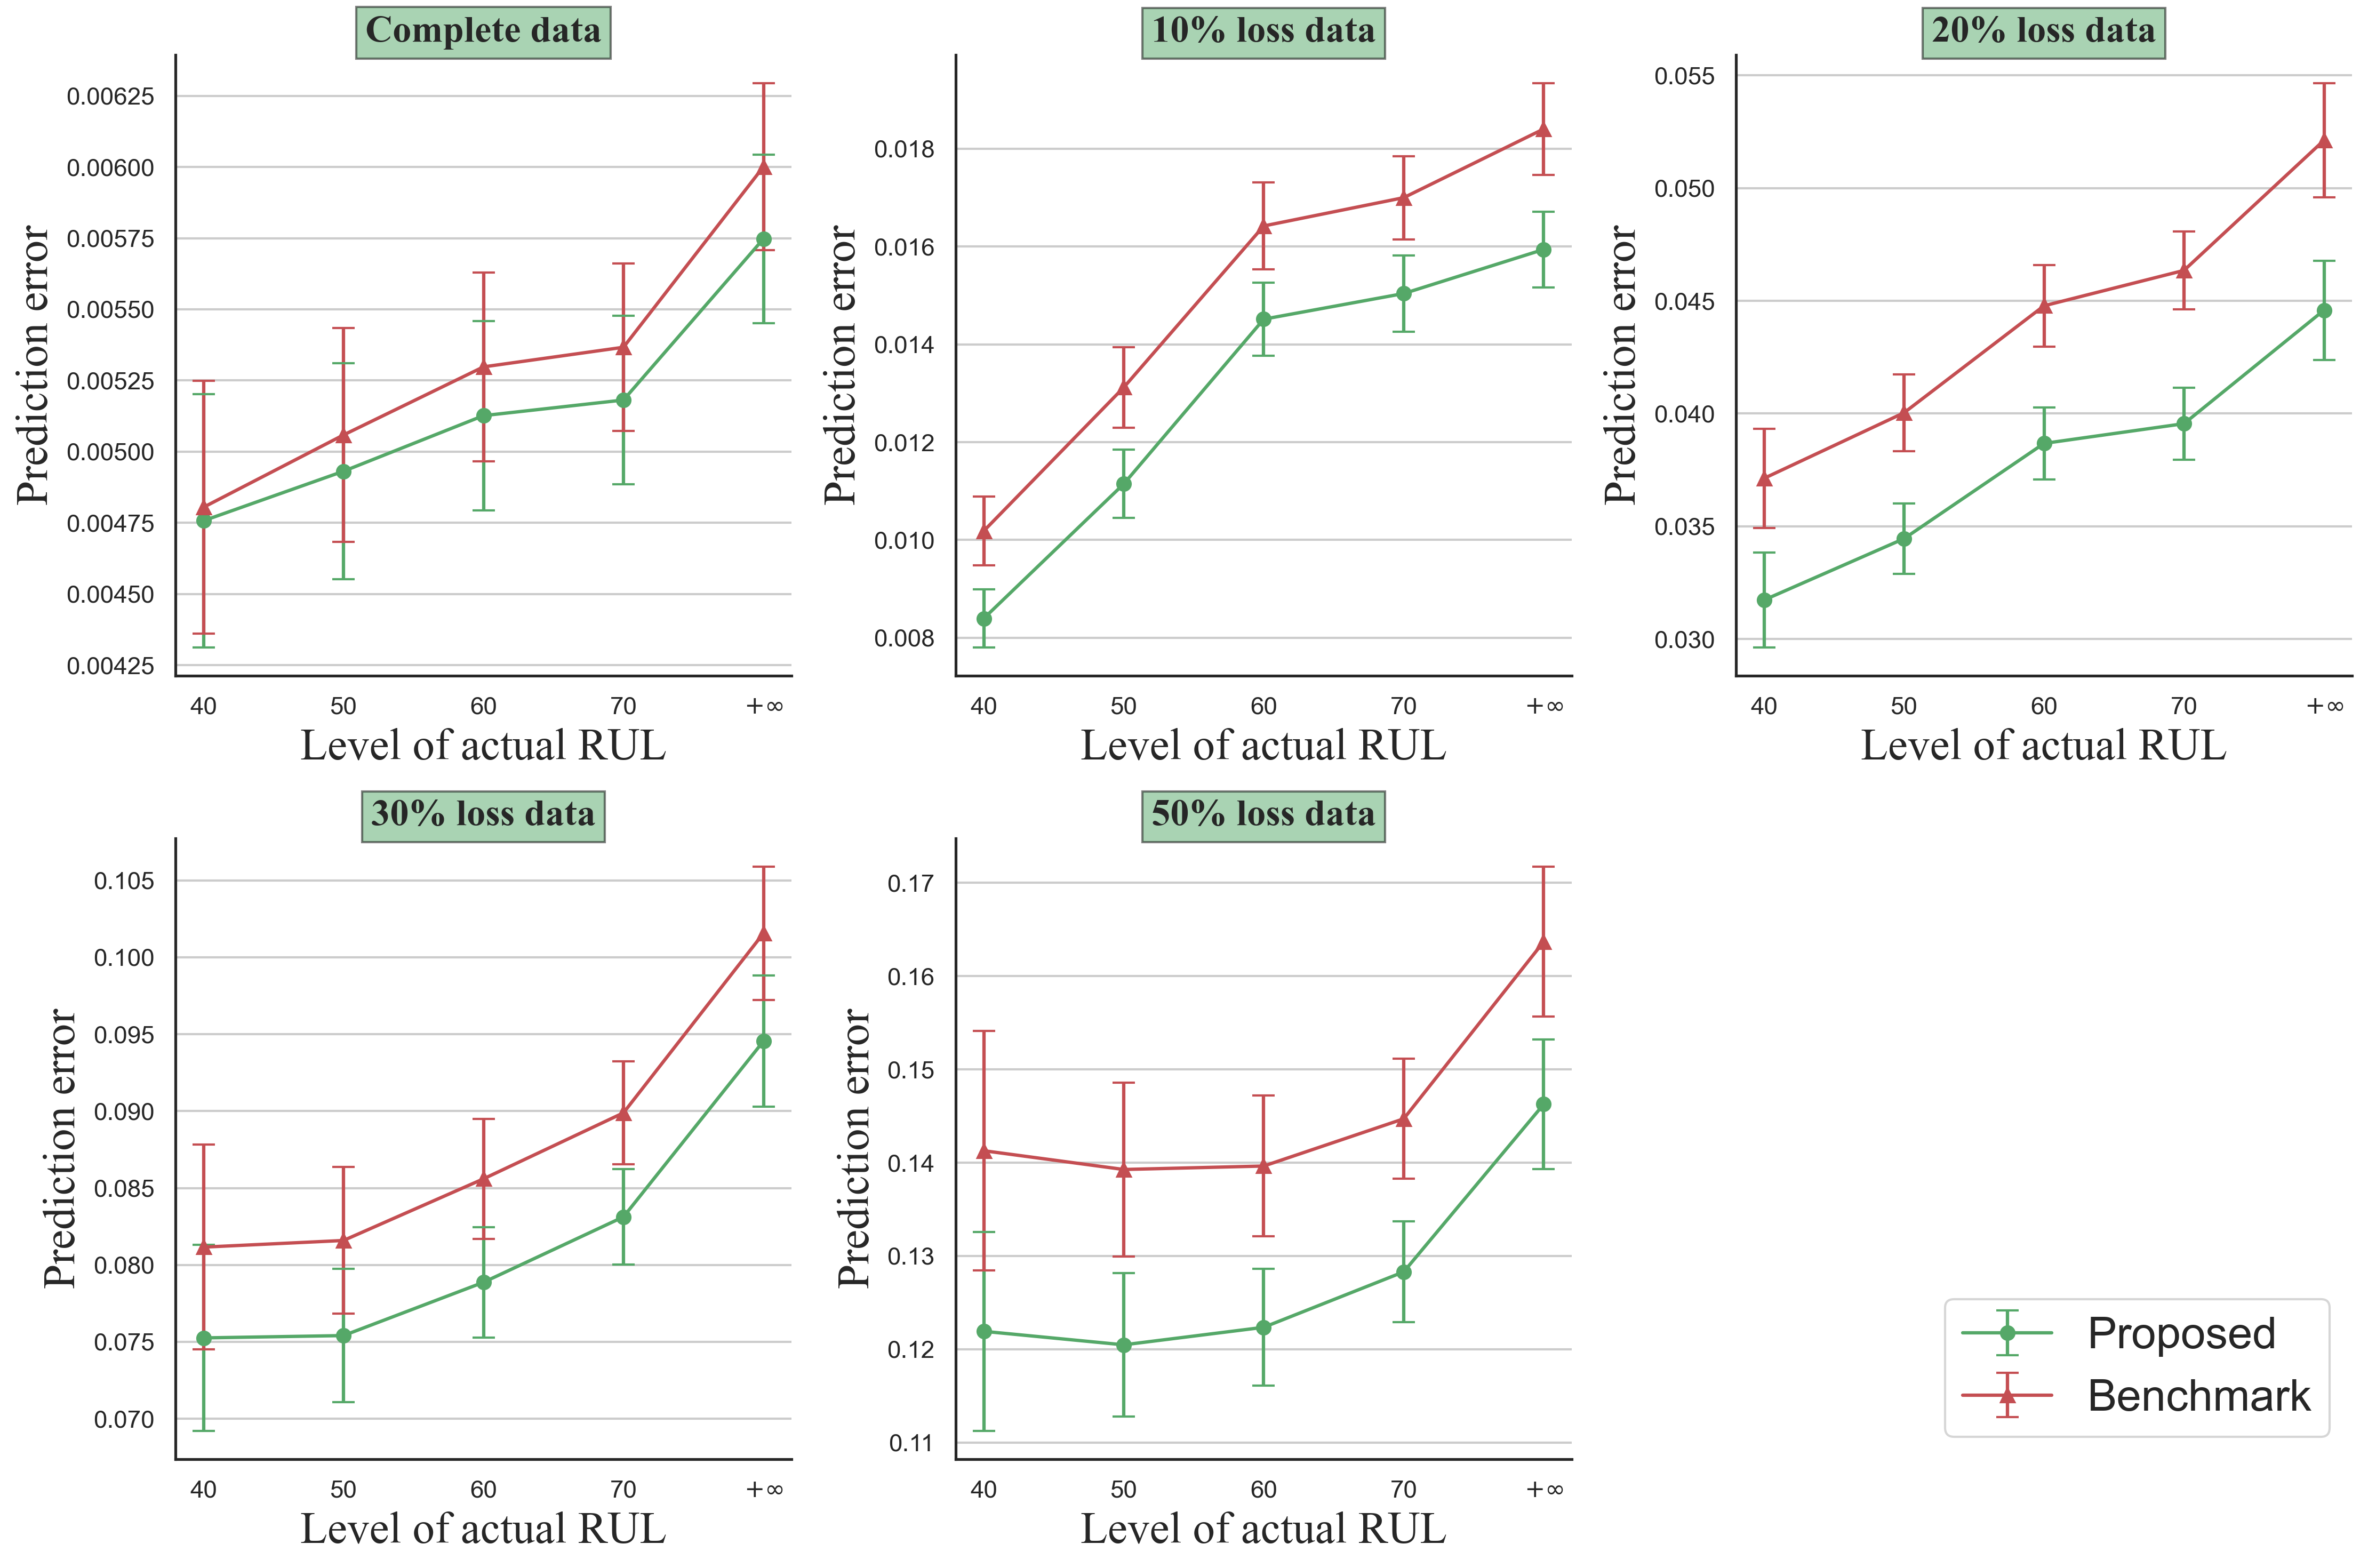 Complete data
0.00625
0.00600
0.00575
0.00550
0.00525
0.00500
0.00475
0.00450
0.00425
Prediction error
40 50 60 70 +∞
Level of actual RUL
10% loss data
0.018
0.016
0.014
0.012
0.010
0.008
Prediction error
40 50 60 70 +∞
Level of actual RUL
20% loss data
0.055
0.050
0.045
0.040
0.035
0.030
Prediction error
40 50 60 70 +∞
Level of actual RUL
30% loss data
0.105
0.100
0.095
0.090
0.085
0.080
0.075
0.070
Prediction error
40 50 60 70 +∞
Level of actual RUL
50% loss data
0.17
0.16
0.15
0.14
0.13
0.12
0.11
Prediction error
40 50 60 70 +∞
Level of actual RUL
Proposed
Benchmark